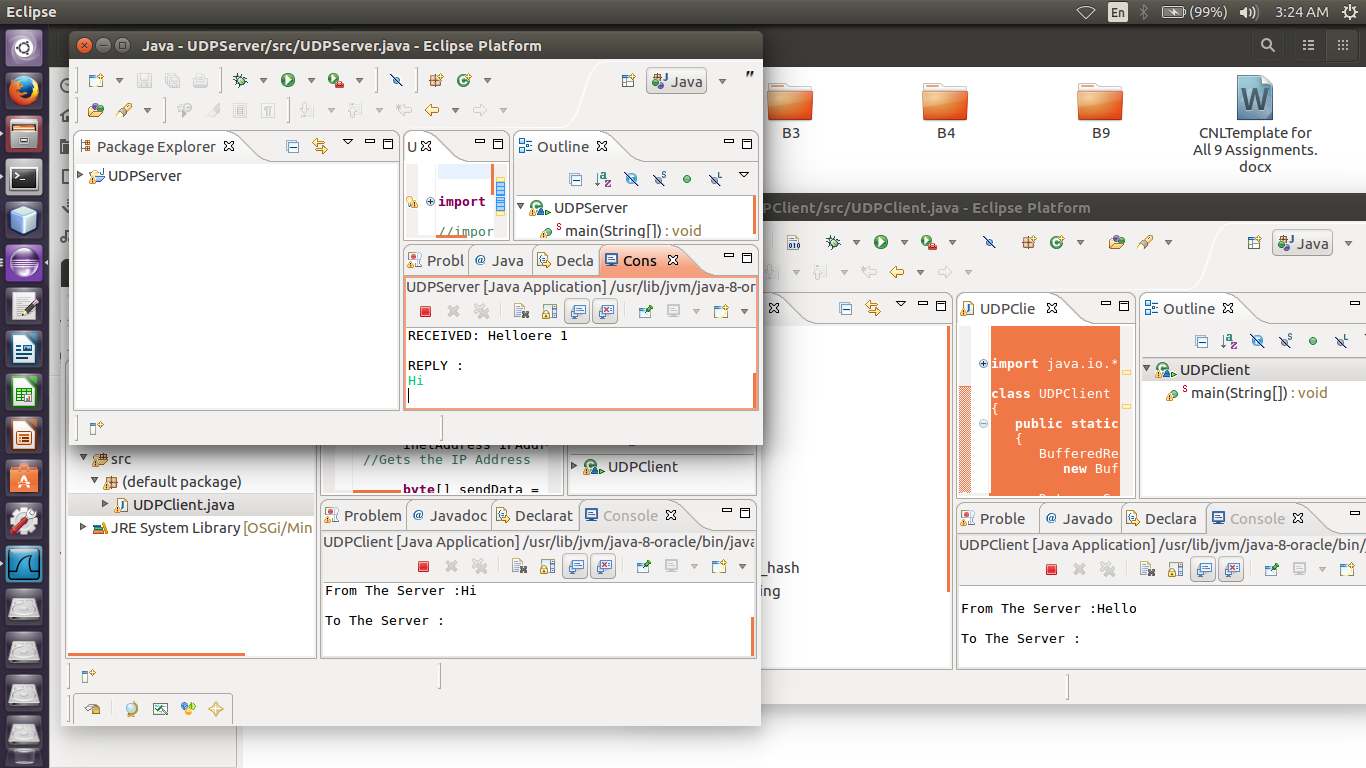 Eclipse
En
(99%)
3:24 AM
Java - UDPServer/src/UDPServer.java - Eclipse Platform
Java
Package Explorer
UDPServer
U
import
//impor
Outline
UDPServer
main(String[]) : void
Probl
Java
Decla
Cons
UDPServer [Java Application] /usr/lib/jvm/java-8-or
RECEIVED: Helloere 1
REPLY :
Hi
B3
B4
B9
CNLTemplate for
All 9 Assignments.
docx
PClient/src/UDPClient.java - Eclipse Platform
Java
UDPClie
import java.io.*
class UDPClient
{
public static
{
BufferedRe
new Buf
Outline
UDPClient
main(String[]) : void
_hash
ing
Proble
Javado
Declara
Console
UDPClient [Java Application] /usr/lib/jvm/java-8-oracle/bin/
From The Server :Hello
To The Server :
src
(default package)
UDPClient.java
JRE System Library [OSGi/Min
//Gets the IP Address
byte[] sendData =
UDPClient
Problem
Javadoc
Declarat
Console
UDPClient [Java Application] /usr/lib/jvm/java-8-oracle/bin/java
From The Server :Hi
To The Server :